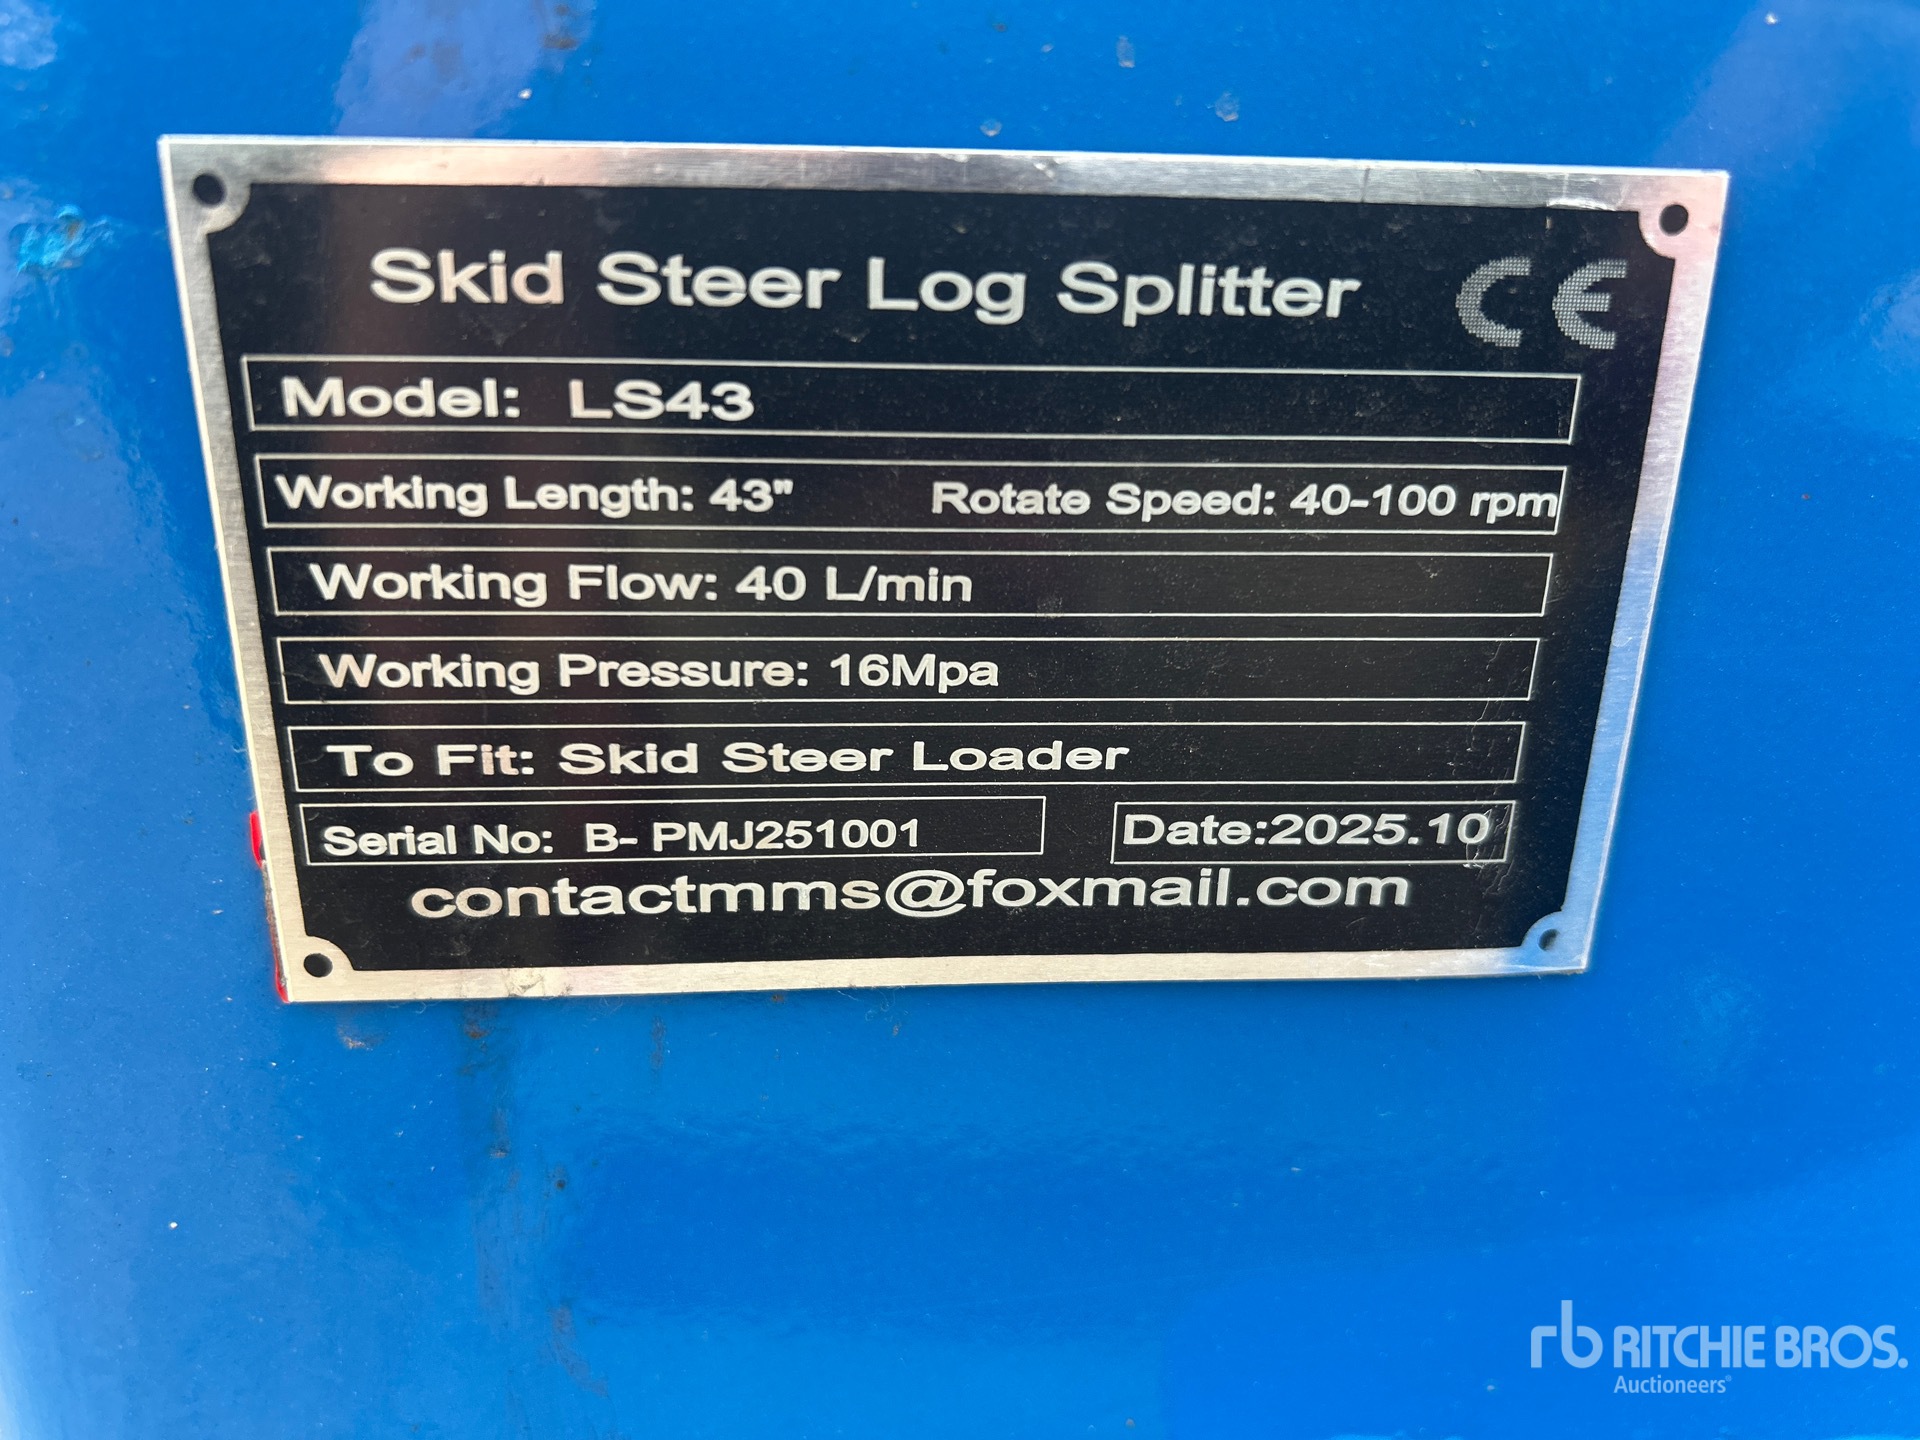 Skid Steer Log Splitter CE
Model: LS43
Working Length: 43" Rotate Speed: 40-100 rpm
Working Flow: 40 L/min
Working Pressure: 16Mpa
To Fit: Skid Steer Loader
Serial No: B- PMJ251001 Date:2025.10
contactmms@foxmail.com
rb RITCHIE BROS.
Auctioneers